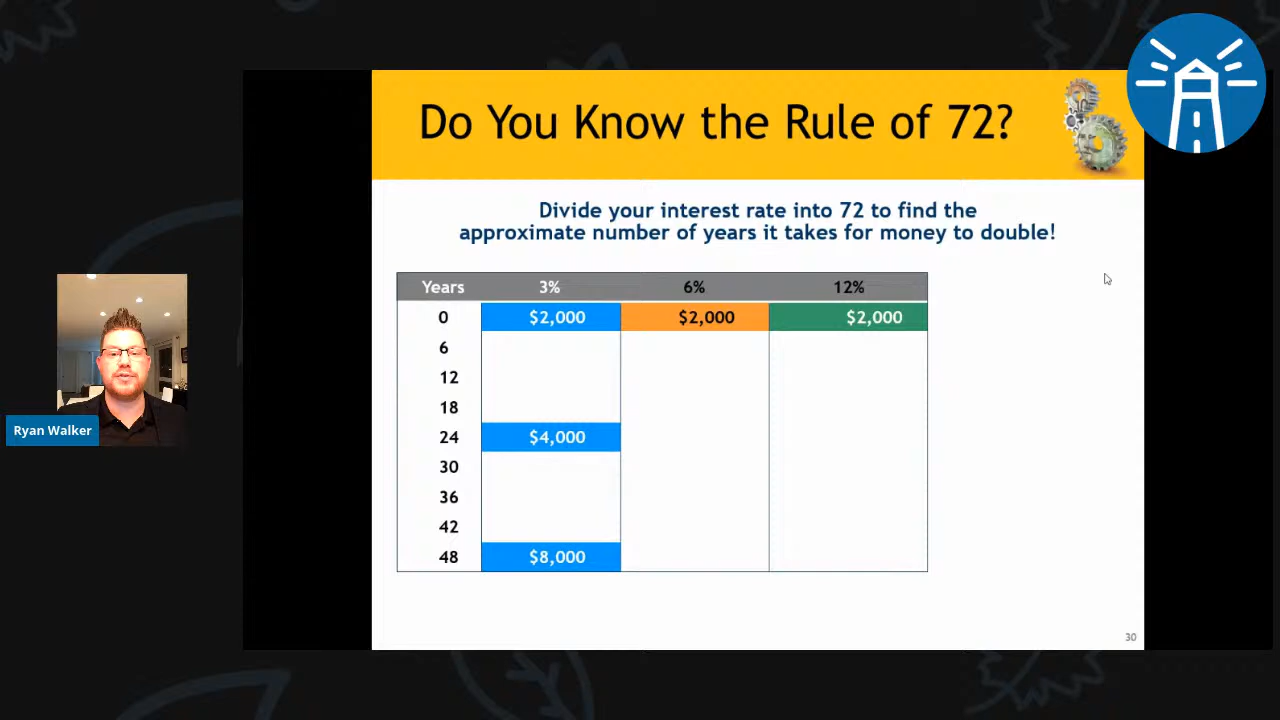 Do You Know the Rule of 72?
Divide your interest rate into 72 to find the
approximate number of years it takes for money to double!
Years 3% 6% 12%
0 $2,000 $2,000 $2,000
6
12
18
24 $4,000
30
36
42
48 $8,000
30
Ryan Walker